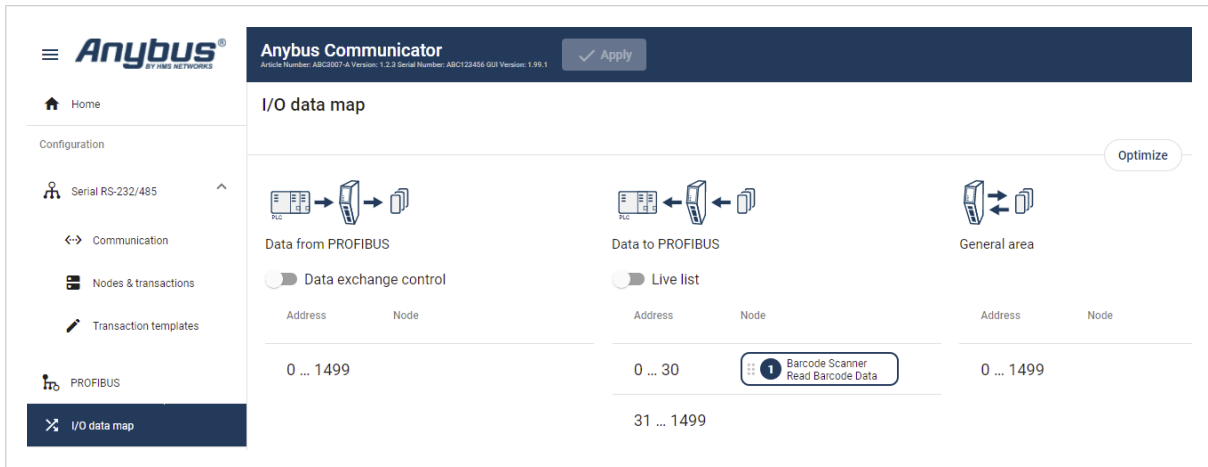 Anybus®
BY HMS NETWORKS
Anybus Communicator
Article Number: ABC3007-A Version: 1.2.3 Serial Number: ABC123456 GUI Version: 1.99.1
Apply
Home
Configuration
Serial RS-232/485
Communication
Nodes & transactions
Transaction templates
PROFIBUS
I/O data map
I/O data map
Optimize
PLC
Data from PROFIBUS
Data exchange control
Address Node
0 ... 1499
PLC
Data to PROFIBUS
Live list
Address Node
0 ... 30
1
Barcode Scanner
Read Barcode Data
31 ... 1499
General area
Address Node
0 ... 1499